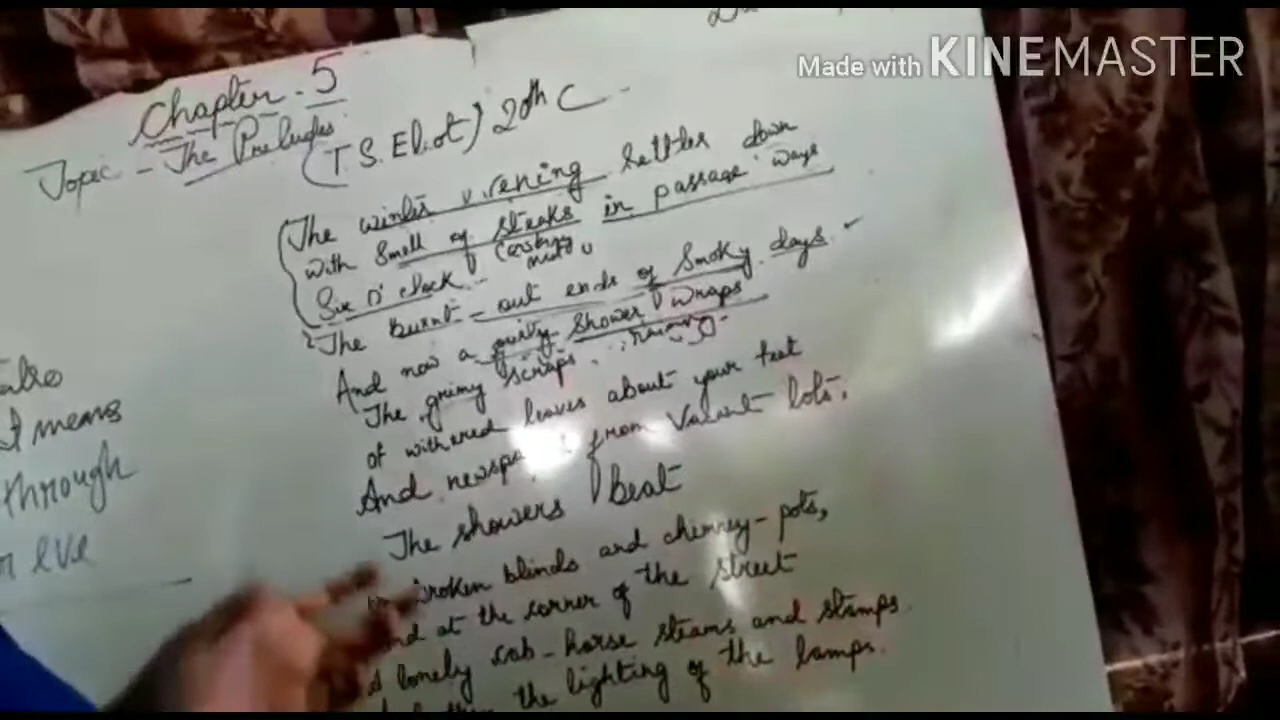 Made with KINEMASTER
Chapter - 5
Topic - The Preludes
(T.S. Eliot) 20th C
The winter evening settles down
With smell of steaks in passage ways
Six O' clock
The burnt - out ends of smoky days
And now a gusty shower wraps
The grimy scraps raining
of withered leaves about your feet
And newspa from vacant lots;
The showers beat
broken blinds and chimney - pots,
nd at the corner of the street
lonely cab - horse steams and stamps.
the lighting of the lamps.
It means
through